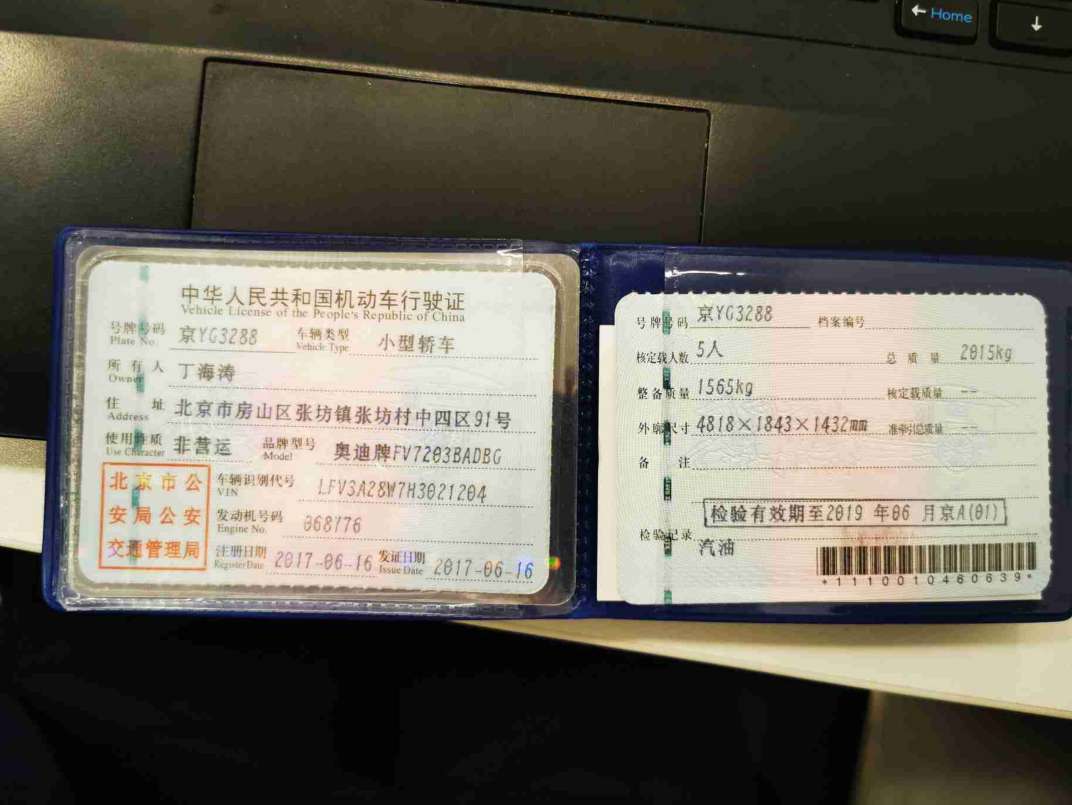 ← Home
↓
中华人民共和国机动车行驶证
Vehicle License of the People's Republic of China
号牌号码 京YG3288 车辆类型 小型轿车
Plate No. Vehicle Type
所有人 丁海涛
Owner
住址 北京市房山区张坊镇张坊村中四区91号
Address
使用性质 非营运 品牌型号 奥迪牌FV7203BADBG
Use Character Model
北京市公
安局公安
交通管理局
车辆识别代号 LFV3A28W7H3021204
VIN
发动机号码 068776
Engine No.
注册日期 2017-06-16 发证日期 2017-06-16
Register Date Issue Date
号牌号码 京YG3288 档案编号
核定载人数 5人 总质量 2015kg
整备质量 1565kg 核定载质量 --
外廓尺寸 4818×1843×1432mm 准牵引总质量 --
备注
检验有效期至2019 年06 月京A(01)
检验记录
汽油
*1110010460639*